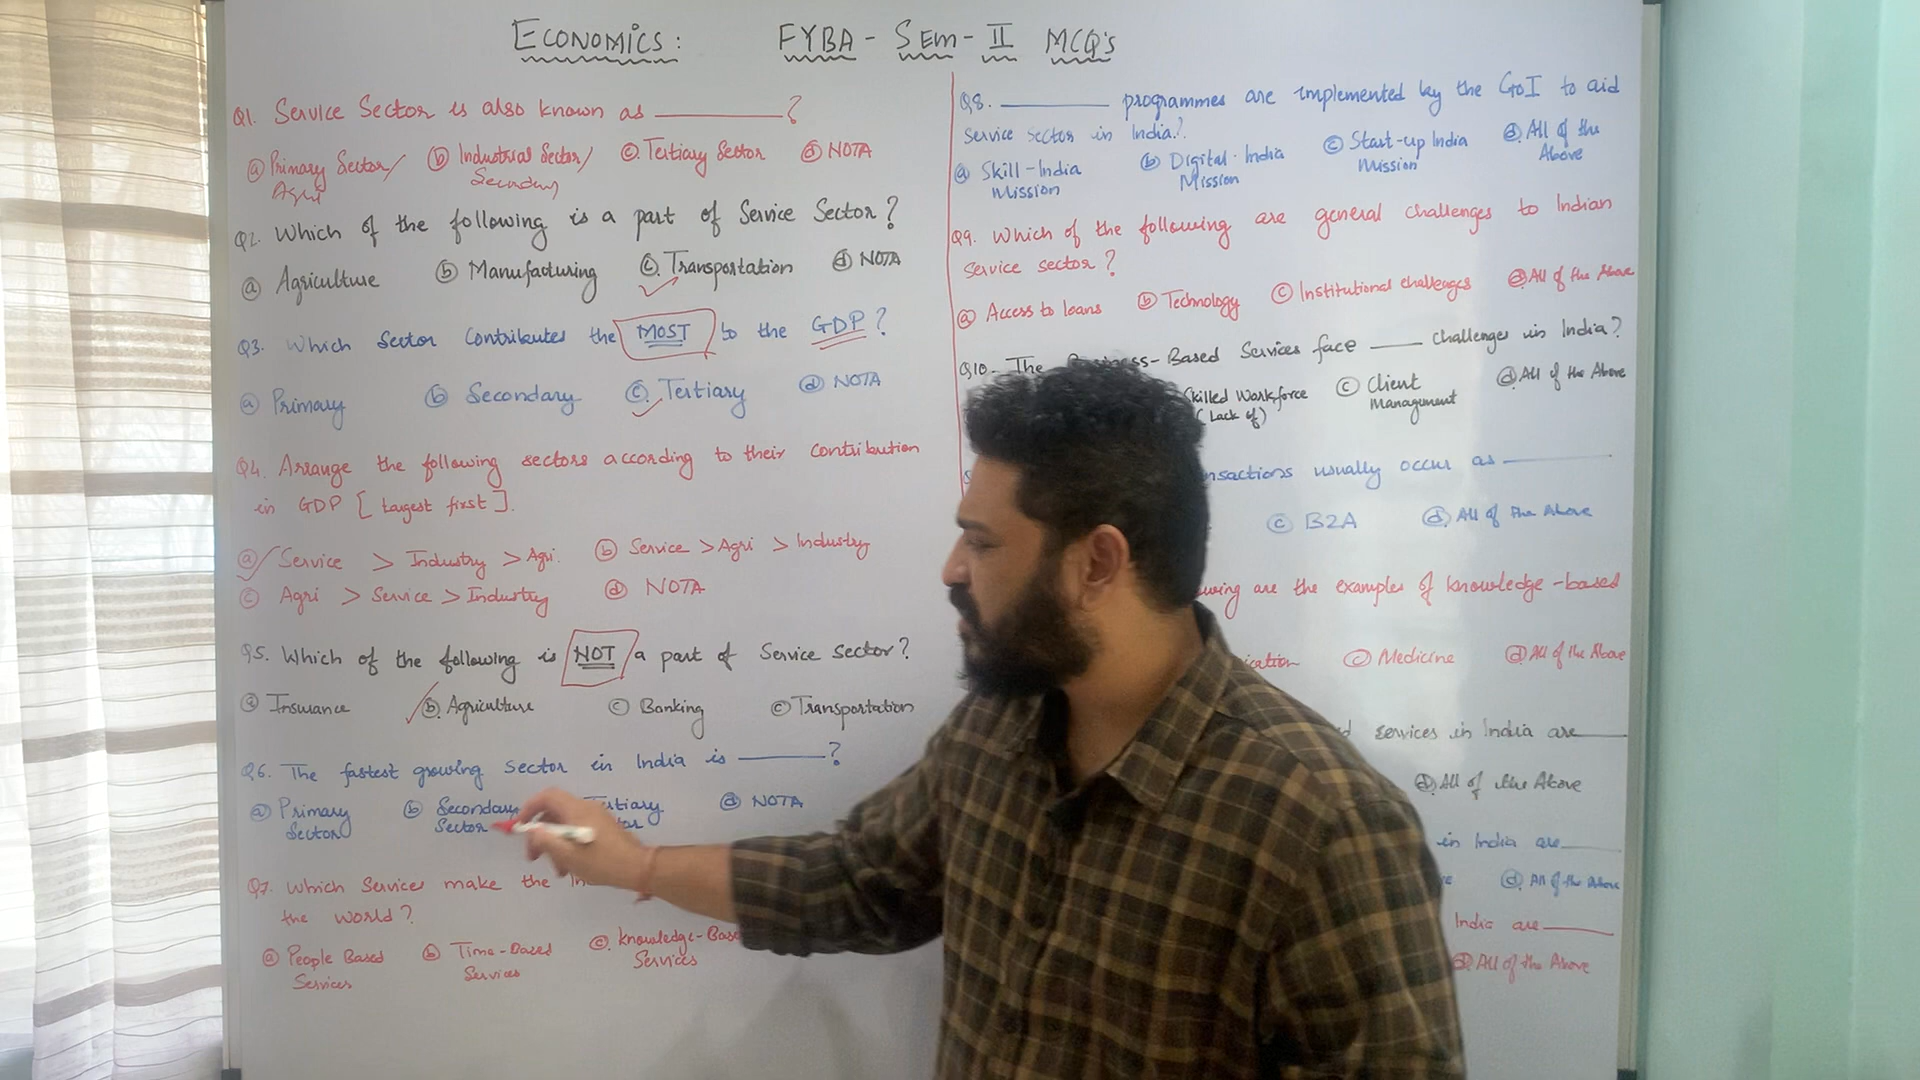 ECONOMICS: FYBA - SEM - II MCQ's
Q1. Service Sector is also known as ________?
(a) Primary Sector/ (b) Industrial Sector/ (c) Tertiary Sector (d) NOTA
Agri Secondary
Q2. Which of the following is a part of Service Sector?
(a) Agriculture (b) Manufacturing (c) Transportation (d) NOTA
Q3. Which Sector Contributes the MOST to the GDP?
(a) Primary (b) Secondary (c) Tertiary (d) NOTA
Q4. Arrange the following sectors according to their Contribution
in GDP [Largest first].
(a) Service > Industry > Agri. (b) Service > Agri > Industry
(c) Agri > Service > Industry (d) NOTA
Q5. Which of the following is NOT a part of Service sector?
(a) Insurance (b) Agriculture (c) Banking (c) Transportation
Q6. The fastest growing sector in India is ________?
(a) Primary (b) Secondary Tertiary (d) NOTA
Sector Sector
Q7. Which Services make the
the world?
(a) People Based (b) Time-Based (c) Knowledge-Base
Services Services Services
Q8. ________ programmes are implemented by the GoI to aid
Service sector in India.?
(a) Skill-India (b) Digital-India (c) Start-up India (d) All of the
Mission Mission Mission Above
Q9. Which of the following are general challenges to Indian
Service sector?
(a) Access to loans (b) Technology (c) Institutional challenges (d) All of the Above
Q10. The -Based Services face ____ challenges in India?
killed Workforce (c) Client (d) All of the Above
(Lack of) Management
nsactions usually occur as ________
(c) B2A (d) All of the Above
wing are the examples of knowledge-based
ication (c) Medicine (d) All of the Above
d services in India are____
(d) All of the Above
in India are____
(d) All of the Above
India are____
(d) All of the Above